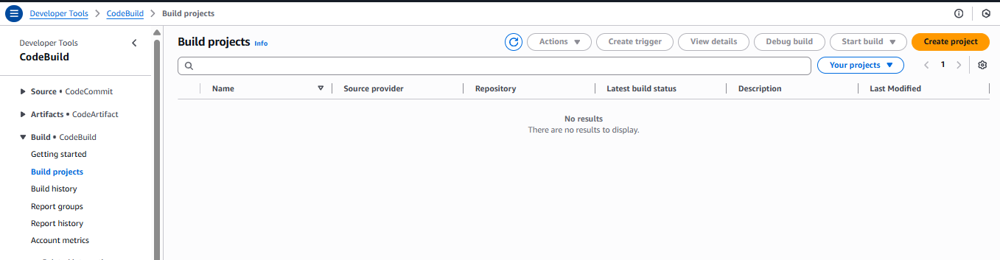 Developer Tools > CodeBuild > Build projects
Developer Tools
CodeBuild
Source • CodeCommit
Artifacts • CodeArtifact
Build • CodeBuild
Getting started
Build projects
Build history
Report groups
Report history
Account metrics
Build projects Info
Actions
Create trigger
View details
Debug build
Start build
Create project
Your projects
1
Name Source provider Repository Latest build status Description Last Modified
No results
There are no results to display.